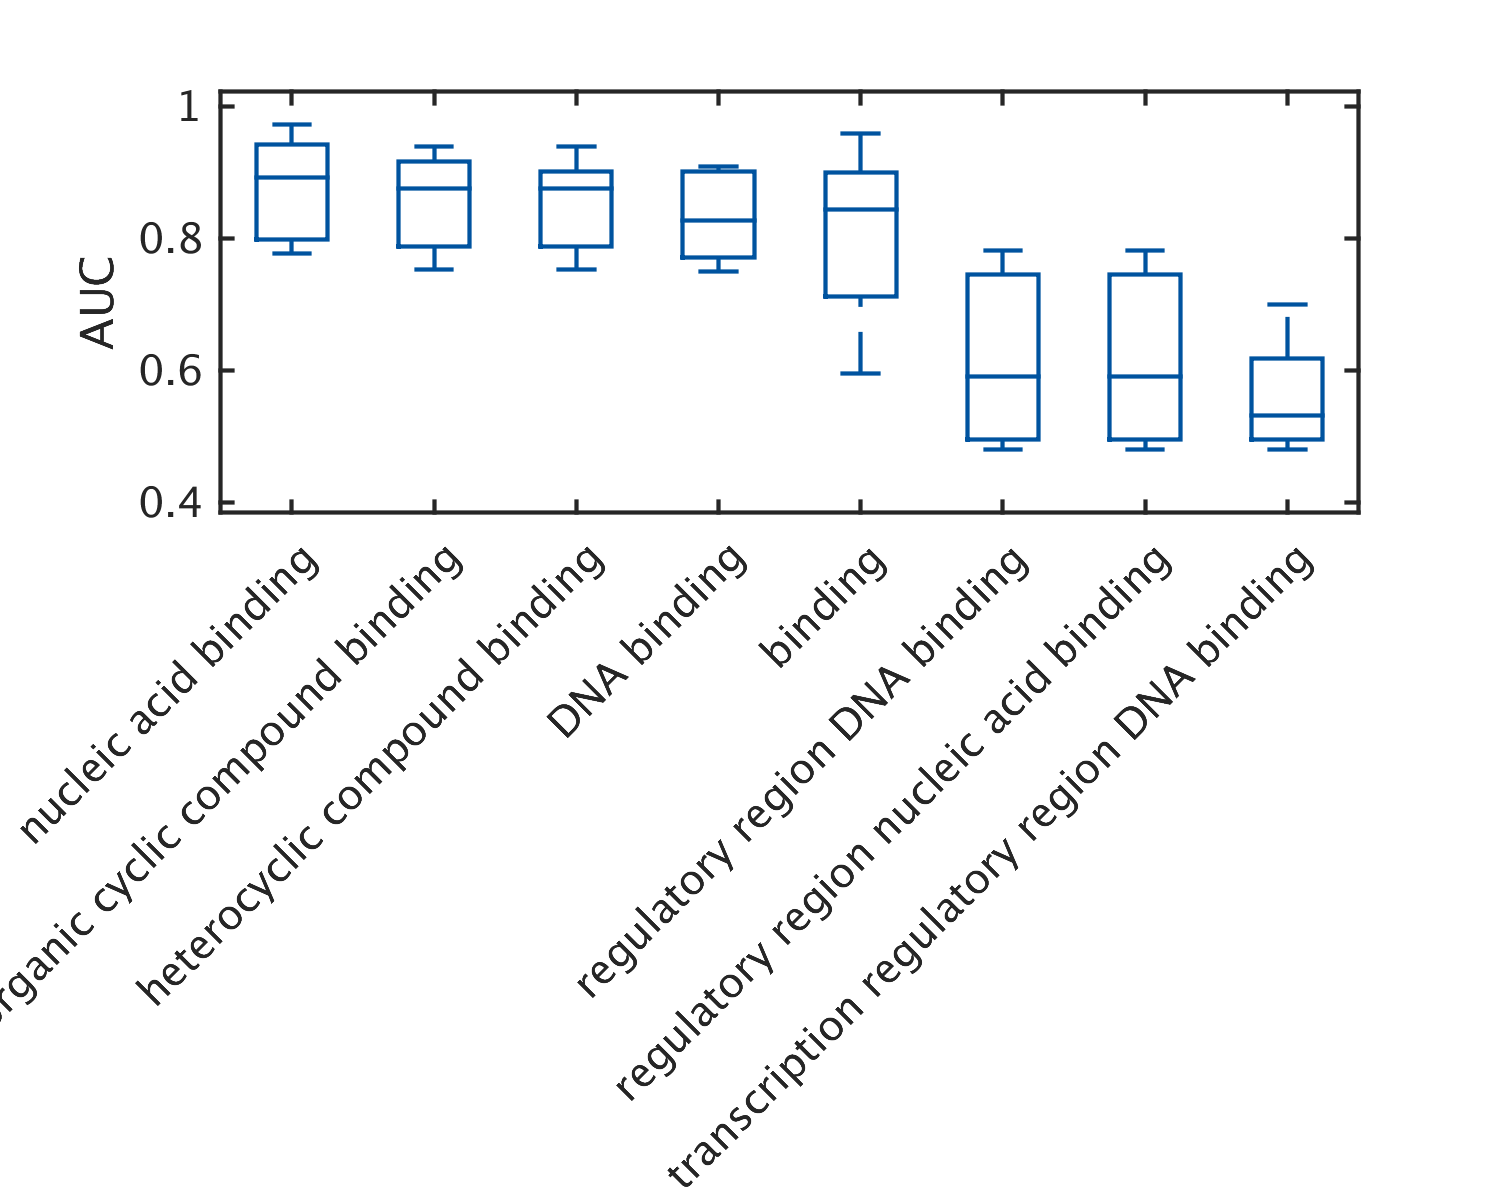 1
0.8
0.6
0.4
AUC
nucleic acid binding
cyclic compound binding
heterocyclic compound binding
DNA binding
binding
regulatory region DNA binding
regulatory region nucleic acid binding
transcription regulatory region DNA binding